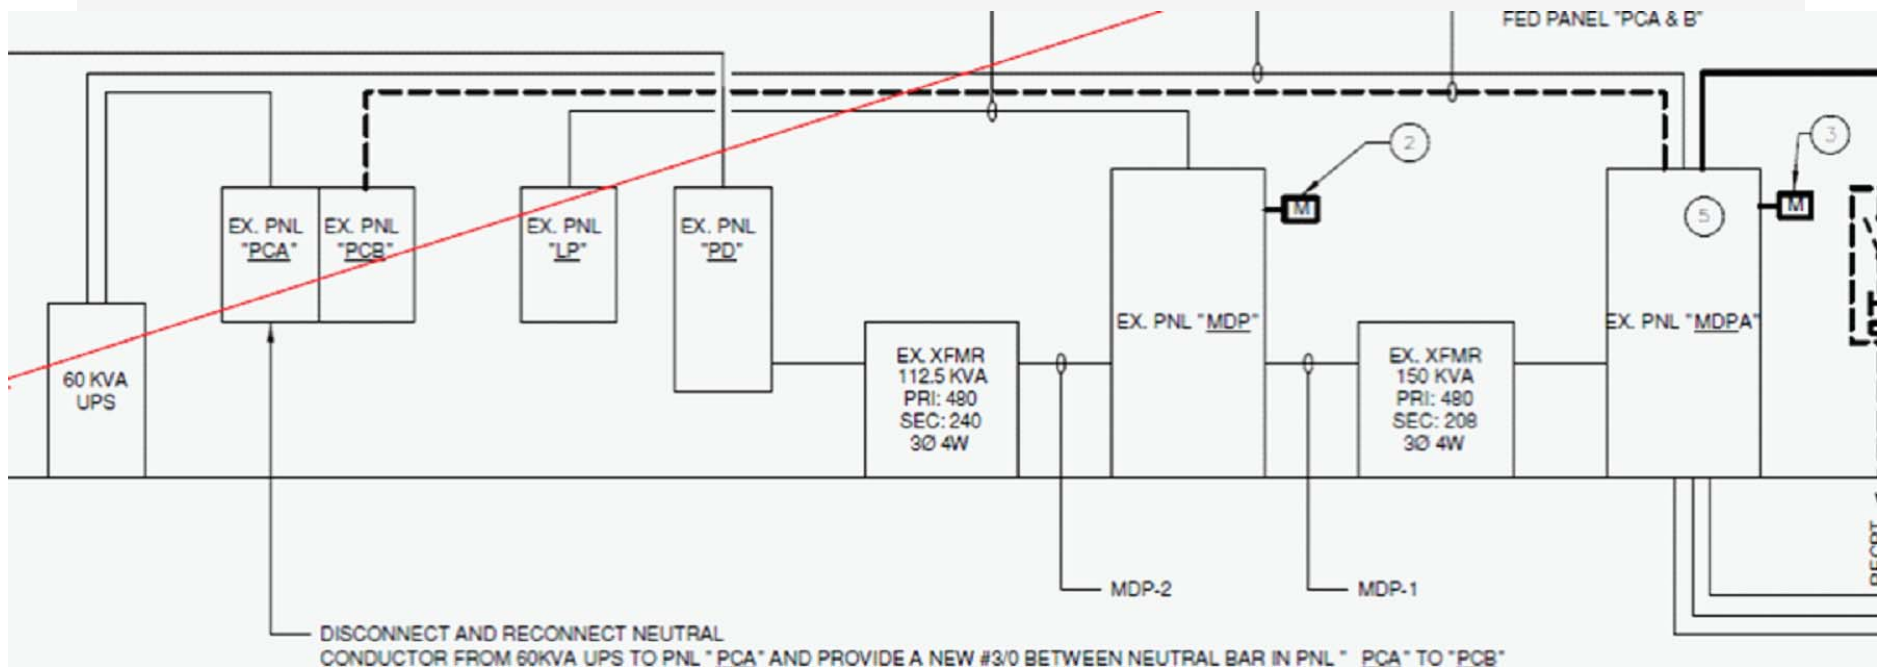 FED PANEL "PCA & B"
2
3
M
M
5
EX. PNL
"PCA"
EX. PNL
"PCB"
EX. PNL
"LP"
EX. PNL
"PD"
EX. PNL "MDP"
EX. PNL "MDPA"
60 KVA
UPS
EX. XFMR
112.5 KVA
PRI: 480
SEC: 240
3Ø 4W
EX. XFMR
150 KVA
PRI: 480
SEC: 208
3Ø 4W
MDP-2
MDP-1
DISCONNECT AND RECONNECT NEUTRAL
CONDUCTOR FROM 60KVA UPS TO PNL " PCA" AND PROVIDE A NEW #3/0 BETWEEN NEUTRAL BAR IN PNL " PCA" TO "PCB"